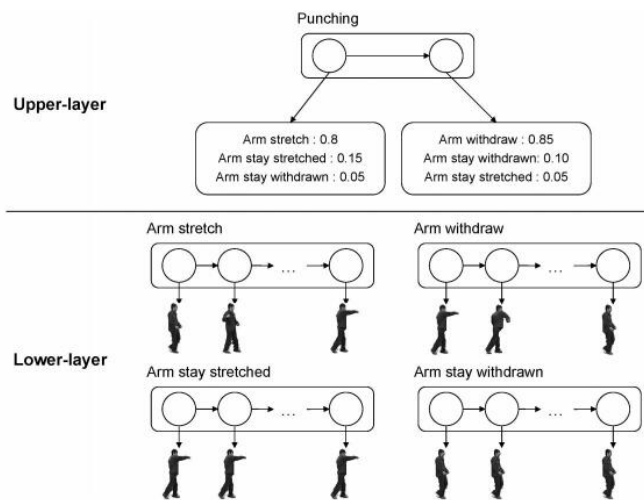 Punching
Upper-layer
Arm stretch : 0.8
Arm stay stretched : 0.15
Arm stay withdrawn : 0.05
Arm withdraw : 0.85
Arm stay withdrawn: 0.10
Arm stay stretched : 0.05
Arm stretch
Arm withdraw
...
...
Lower-layer
Arm stay stretched
Arm stay withdrawn
...
...